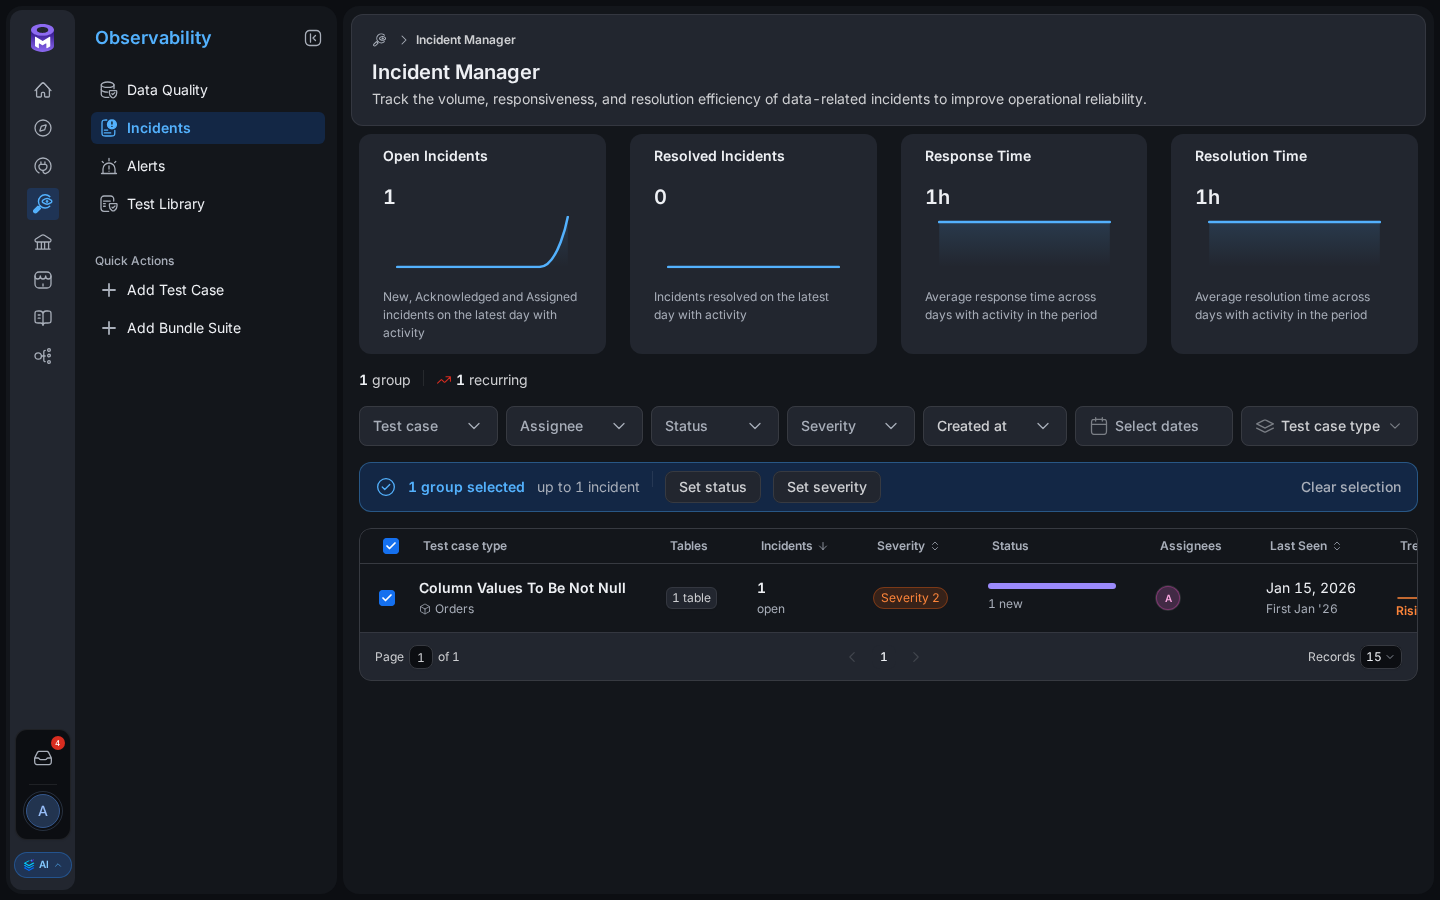 Observability
Data Quality
Incidents
Alerts
Test Library
Quick Actions
Add Test Case
Add Bundle Suite
4
A
AI
Incident Manager
Incident Manager
Track the volume, responsiveness, and resolution efficiency of data-related incidents to improve operational reliability.
Open Incidents
1
New, Acknowledged and Assigned
incidents on the latest day with
activity
Resolved Incidents
0
Incidents resolved on the latest
day with activity
Response Time
1h
Average response time across
days with activity in the period
Resolution Time
1h
Average resolution time across
days with activity in the period
1 group 1 recurring
Test case Assignee Status Severity Created at Select dates Test case type
1 group selected up to 1 incident Set status Set severity Clear selection
Test case type Tables Incidents Severity Status Assignees Last Seen Tre
Column Values To Be Not Null
Orders
1 table
1
open
Severity 2
1 new
A
Jan 15, 2026
First Jan '26
Risi
Page 1 of 1 1 Records 15